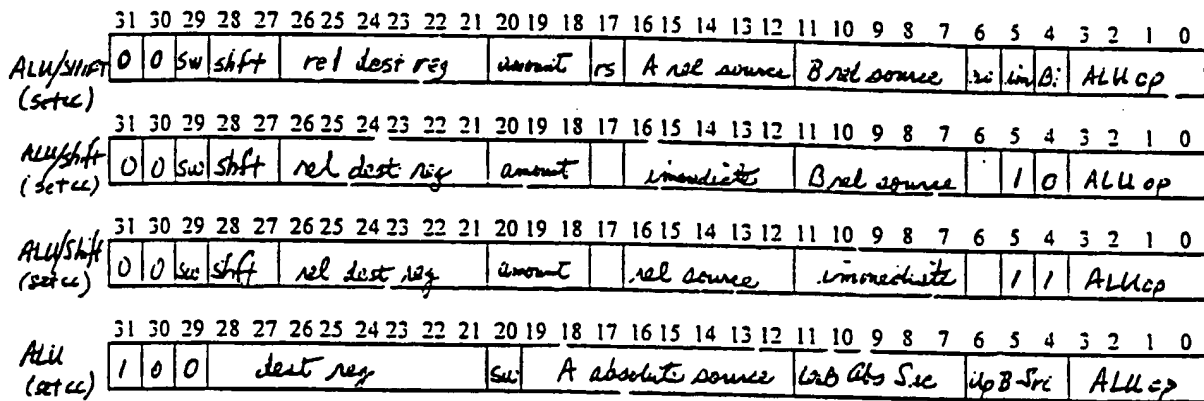 31 30 29 28 27 26 25 24 23 22 21 20 19 18 17 16 15 14 13 12 11 10 9 8 7 6 5 4 3 2 1 0
ALU/SHIFT 0 0 sw shft rel dest reg amount rs A rel source B rel source im Bi ALU op
(setcc)
31 30 29 28 27 26 25 24 23 22 21 20 19 18 17 16 15 14 13 12 11 10 9 8 7 6 5 4 3 2 1 0
ALU/shft 0 0 sw shft rel dest reg amount immediate B rel source 1 0 ALU op
(setcc)
31 30 29 28 27 26 25 24 23 22 21 20 19 18 17 16 15 14 13 12 11 10 9 8 7 6 5 4 3 2 1 0
ALU/Shift 0 0 sw shft rel dest reg amount rel source immediate 1 1 ALU op
(setcc)
31 30 29 28 27 26 25 24 23 22 21 20 19 18 17 16 15 14 13 12 11 10 9 8 7 6 5 4 3 2 1 0
ALU 1 0 0 dest reg sw A absolute source B Abs Src ALU op
(setcc)